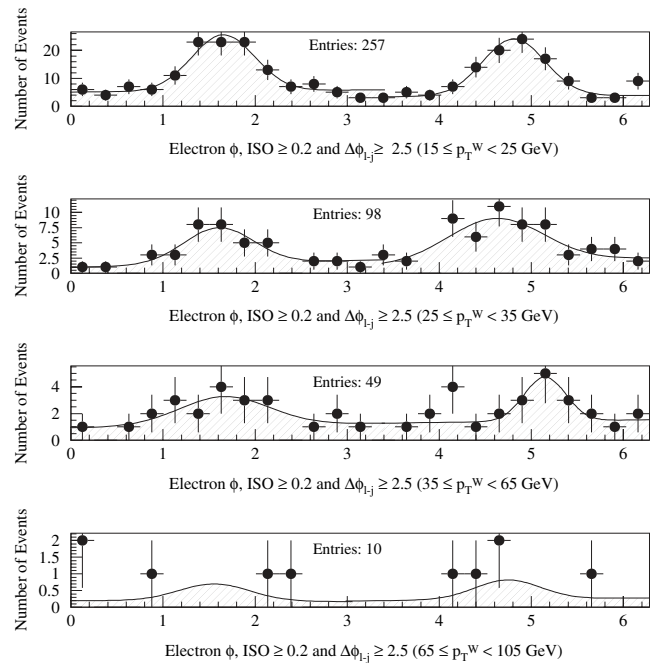 Number of Events
20
10
0
Entries: 257
0 1 2 3 4 5 6
Electron ϕ, ISO ≥ 0.2 and Δϕl-j ≥ 2.5 (15 ≤ pTW < 25 GeV)
Number of Events
10
7.5
5
2.5
0
Entries: 98
0 1 2 3 4 5 6
Electron ϕ, ISO ≥ 0.2 and Δϕl-j ≥ 2.5 (25 ≤ pTW < 35 GeV)
Number of Events
4
2
0
Entries: 49
0 1 2 3 4 5 6
Electron ϕ, ISO ≥ 0.2 and Δϕl-j ≥ 2.5 (35 ≤ pTW < 65 GeV)
Number of Events
2
1.5
1
0.5
0
Entries: 10
0 1 2 3 4 5 6
Electron ϕ, ISO ≥ 0.2 and Δϕl-j ≥ 2.5 (65 ≤ pTW < 105 GeV)